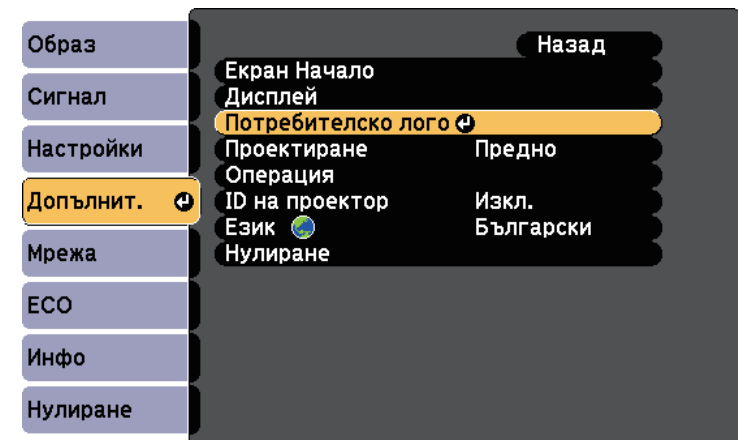 Образ
Сигнал
Настройки
Допълнит.
Мрежа
ECO
Инфо
Нулиране
Назад
Екран Начало
Дисплей
Потребителско лого
Проектиране Предно
Операция
ID на проектор Изкл.
Език Български
Нулиране